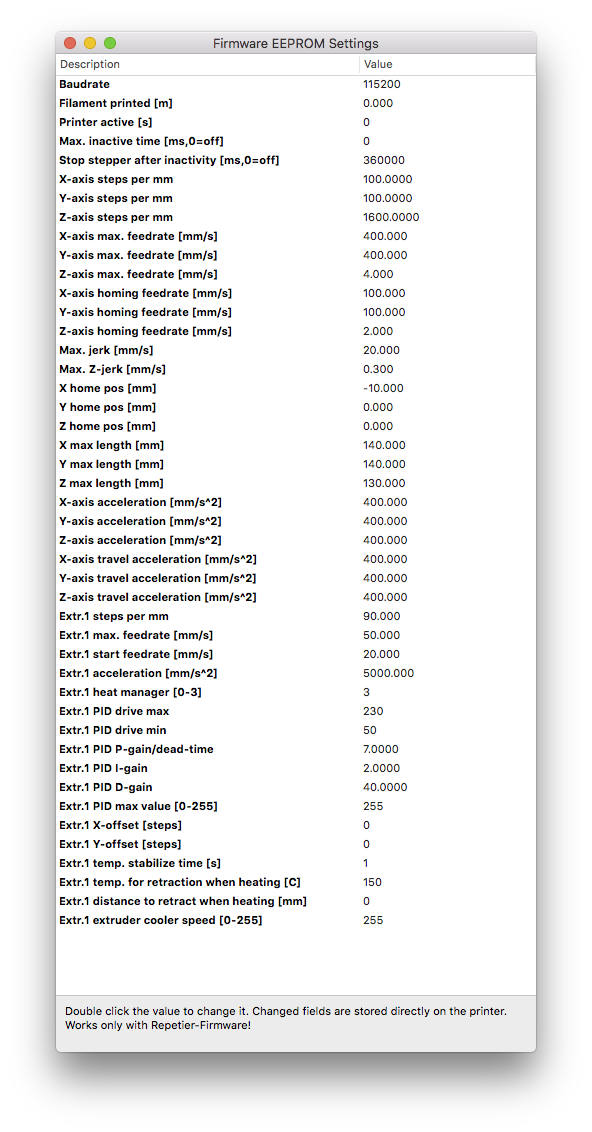 Firmware EEPROM Settings
Description Value
Baudrate 115200
Filament printed [m] 0.000
Printer active [s] 0
Max. inactive time [ms,0=off] 0
Stop stepper after inactivity [ms,0=off] 360000
X-axis steps per mm 100.0000
Y-axis steps per mm 100.0000
Z-axis steps per mm 1600.0000
X-axis max. feedrate [mm/s] 400.000
Y-axis max. feedrate [mm/s] 400.000
Z-axis max. feedrate [mm/s] 4.000
X-axis homing feedrate [mm/s] 100.000
Y-axis homing feedrate [mm/s] 100.000
Z-axis homing feedrate [mm/s] 2.000
Max. jerk [mm/s] 20.000
Max. Z-jerk [mm/s] 0.300
X home pos [mm] -10.000
Y home pos [mm] 0.000
Z home pos [mm] 0.000
X max length [mm] 140.000
Y max length [mm] 140.000
Z max length [mm] 130.000
X-axis acceleration [mm/s^2] 400.000
Y-axis acceleration [mm/s^2] 400.000
Z-axis acceleration [mm/s^2] 400.000
X-axis travel acceleration [mm/s^2] 400.000
Y-axis travel acceleration [mm/s^2] 400.000
Z-axis travel acceleration [mm/s^2] 400.000
Extr.1 steps per mm 90.000
Extr.1 max. feedrate [mm/s] 50.000
Extr.1 start feedrate [mm/s] 20.000
Extr.1 acceleration [mm/s^2] 5000.000
Extr.1 heat manager [0-3] 3
Extr.1 PID drive max 230
Extr.1 PID drive min 50
Extr.1 PID P-gain/dead-time 7.0000
Extr.1 PID I-gain 2.0000
Extr.1 PID D-gain 40.0000
Extr.1 PID max value [0-255] 255
Extr.1 X-offset [steps] 0
Extr.1 Y-offset [steps] 0
Extr.1 temp. stabilize time [s] 1
Extr.1 temp. for retraction when heating [C] 150
Extr.1 distance to retract when heating [mm] 0
Extr.1 extruder cooler speed [0-255] 255
Double click the value to change it. Changed fields are stored directly on the printer.
Works only with Repetier-Firmware!